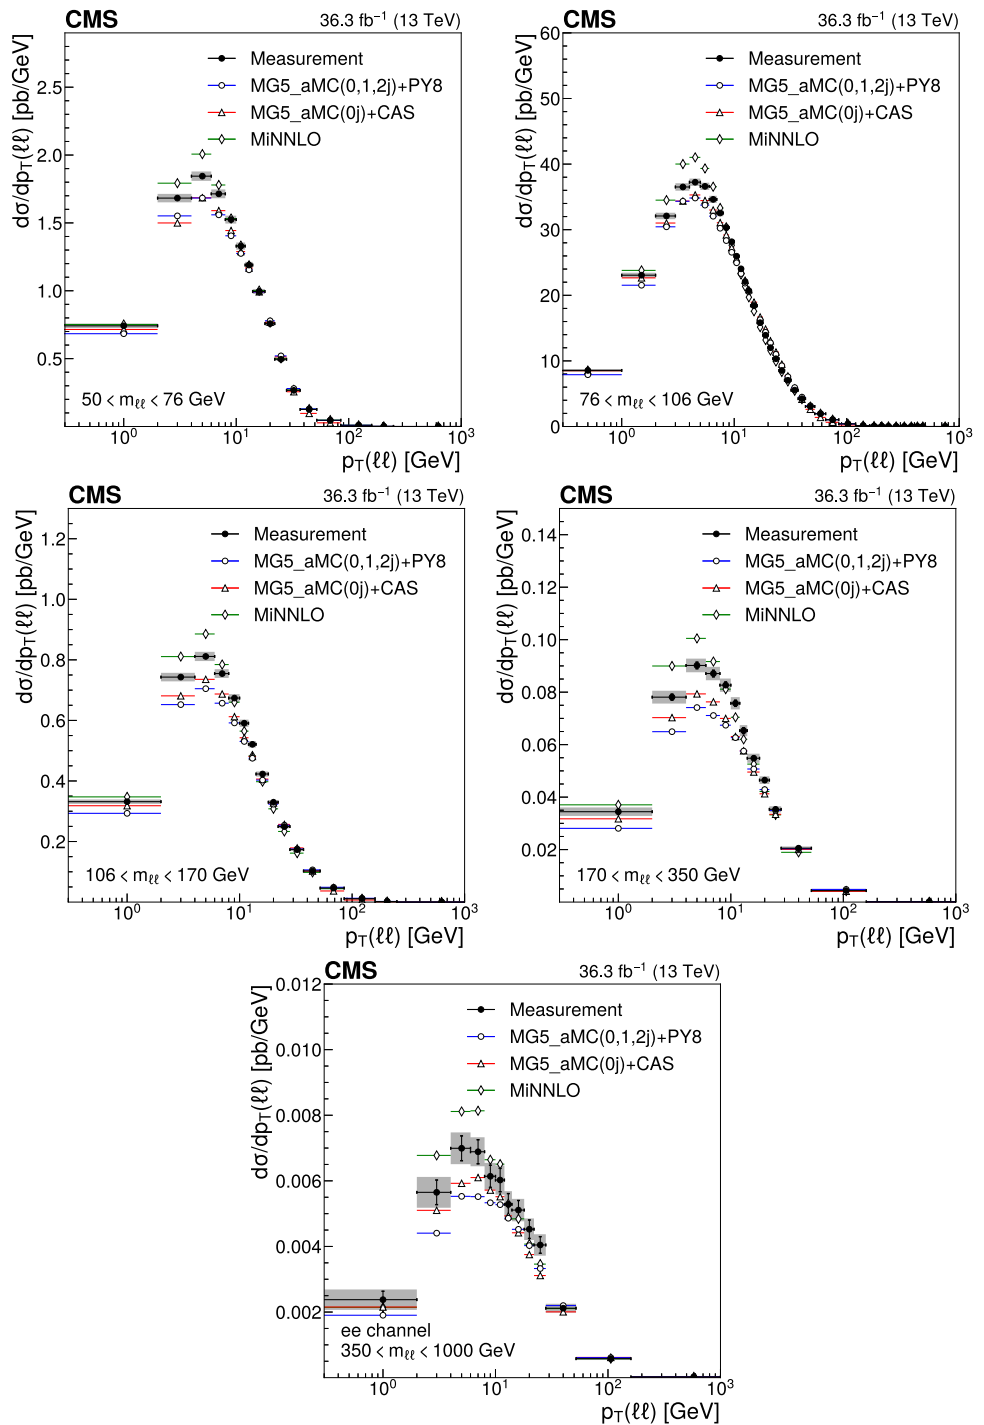 CMS 36.3 fb⁻¹ (13 TeV)
dσ/dp_T(ℓℓ) [pb/GeV]
Measurement
MG5_aMC(0,1,2j)+PY8
MG5_aMC(0j)+CAS
MiNNLO
2.5
2.0
1.5
1.0
0.5
50 < m_ℓℓ < 76 GeV
10⁰ 10¹ 10² 10³
p_T(ℓℓ) [GeV]
CMS 36.3 fb⁻¹ (13 TeV)
dσ/dp_T(ℓℓ) [pb/GeV]
Measurement
MG5_aMC(0,1,2j)+PY8
MG5_aMC(0j)+CAS
MiNNLO
60
50
40
30
20
10
0
76 < m_ℓℓ < 106 GeV
10⁰ 10¹ 10² 10³
p_T(ℓℓ) [GeV]
CMS 36.3 fb⁻¹ (13 TeV)
dσ/dp_T(ℓℓ) [pb/GeV]
Measurement
MG5_aMC(0,1,2j)+PY8
MG5_aMC(0j)+CAS
MiNNLO
1.2
1.0
0.8
0.6
0.4
0.2
106 < m_ℓℓ < 170 GeV
10⁰ 10¹ 10² 10³
p_T(ℓℓ) [GeV]
CMS 36.3 fb⁻¹ (13 TeV)
dσ/dp_T(ℓℓ) [pb/GeV]
Measurement
MG5_aMC(0,1,2j)+PY8
MG5_aMC(0j)+CAS
MiNNLO
0.14
0.12
0.10
0.08
0.06
0.04
0.02
170 < m_ℓℓ < 350 GeV
10⁰ 10¹ 10² 10³
p_T(ℓℓ) [GeV]
CMS 36.3 fb⁻¹ (13 TeV)
dσ/dp_T(ℓℓ) [pb/GeV]
Measurement
MG5_aMC(0,1,2j)+PY8
MG5_aMC(0j)+CAS
MiNNLO
0.012
0.010
0.008
0.006
0.004
0.002
ee channel
350 < m_ℓℓ < 1000 GeV
10⁰ 10¹ 10² 10³
p_T(ℓℓ) [GeV]